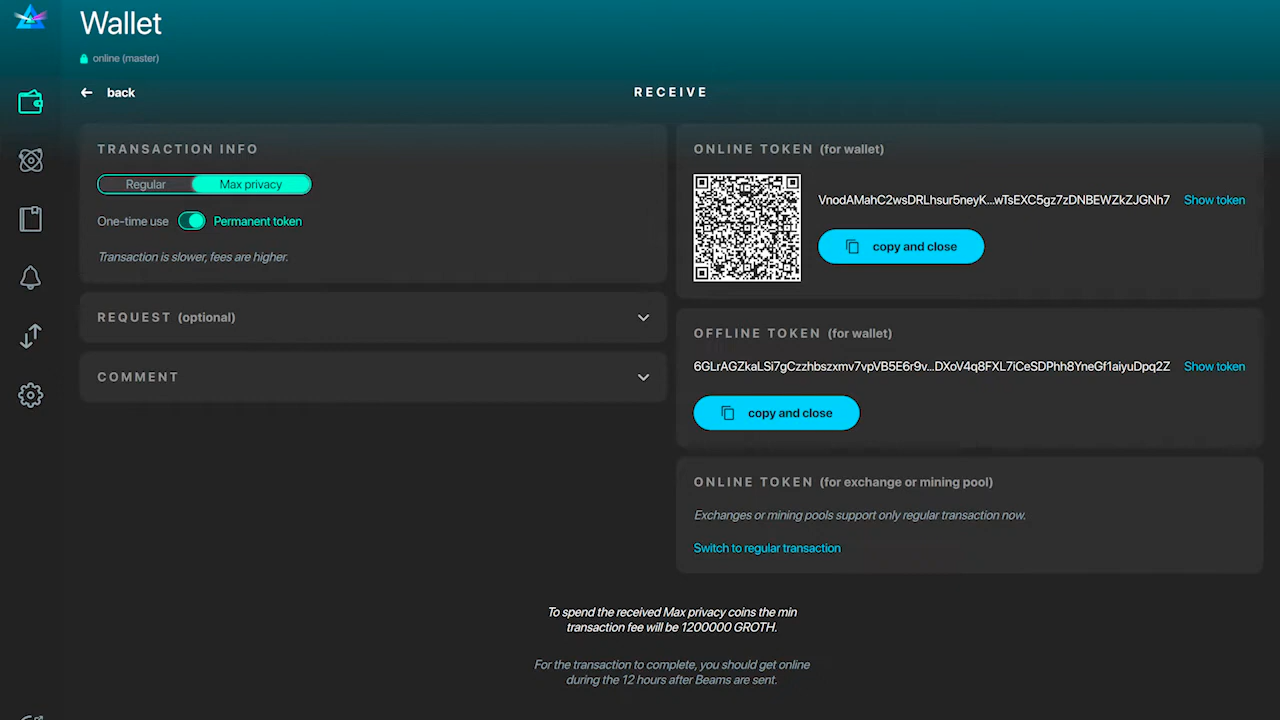 Wallet
online (master)
back
RECEIVE
TRANSACTION INFO
Regular
Max privacy
One-time use
Permanent token
Transaction is slower, fees are higher.
REQUEST (optional)
COMMENT
ONLINE TOKEN (for wallet)
VnodAMahC2wsDRLhsur5neyK...wTsEXC5gz7zDNBEWZkZJGNh7
Show token
copy and close
OFFLINE TOKEN (for wallet)
6GLrAGZkaLSi7gCzzhbszxmv7vpVB5E6r9v...DXoV4q8FXL7iCeSDPhh8YneGf1aiyuDpq2Z
Show token
copy and close
ONLINE TOKEN (for exchange or mining pool)
Exchanges or mining pools support only regular transaction now.
Switch to regular transaction
To spend the received Max privacy coins the min
transaction fee will be 1200000 GROTH.
For the transaction to complete, you should get online
during the 12 hours after Beams are sent.